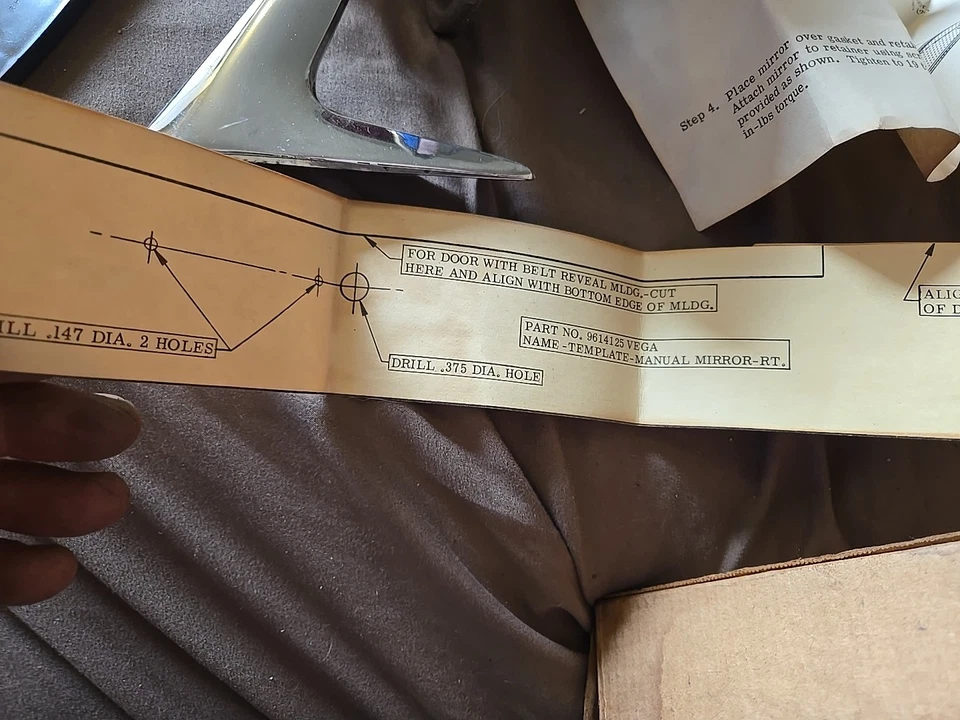 Step 4. Place mirror over gasket and retai
Attach mirror to retainer using scr
provided as shown. Tighten to 19
in-lbs torque.
FOR DOOR WITH BELT REVEAL MLDG.-CUT
HERE AND ALIGN WITH BOTTOM EDGE OF MLDG.
PART NO. 9614125 VEGA
NAME-TEMPLATE-MANUAL MIRROR-RT.
ILL .147 DIA. 2 HOLES
DRILL .375 DIA. HOLE
ALIG
OF D